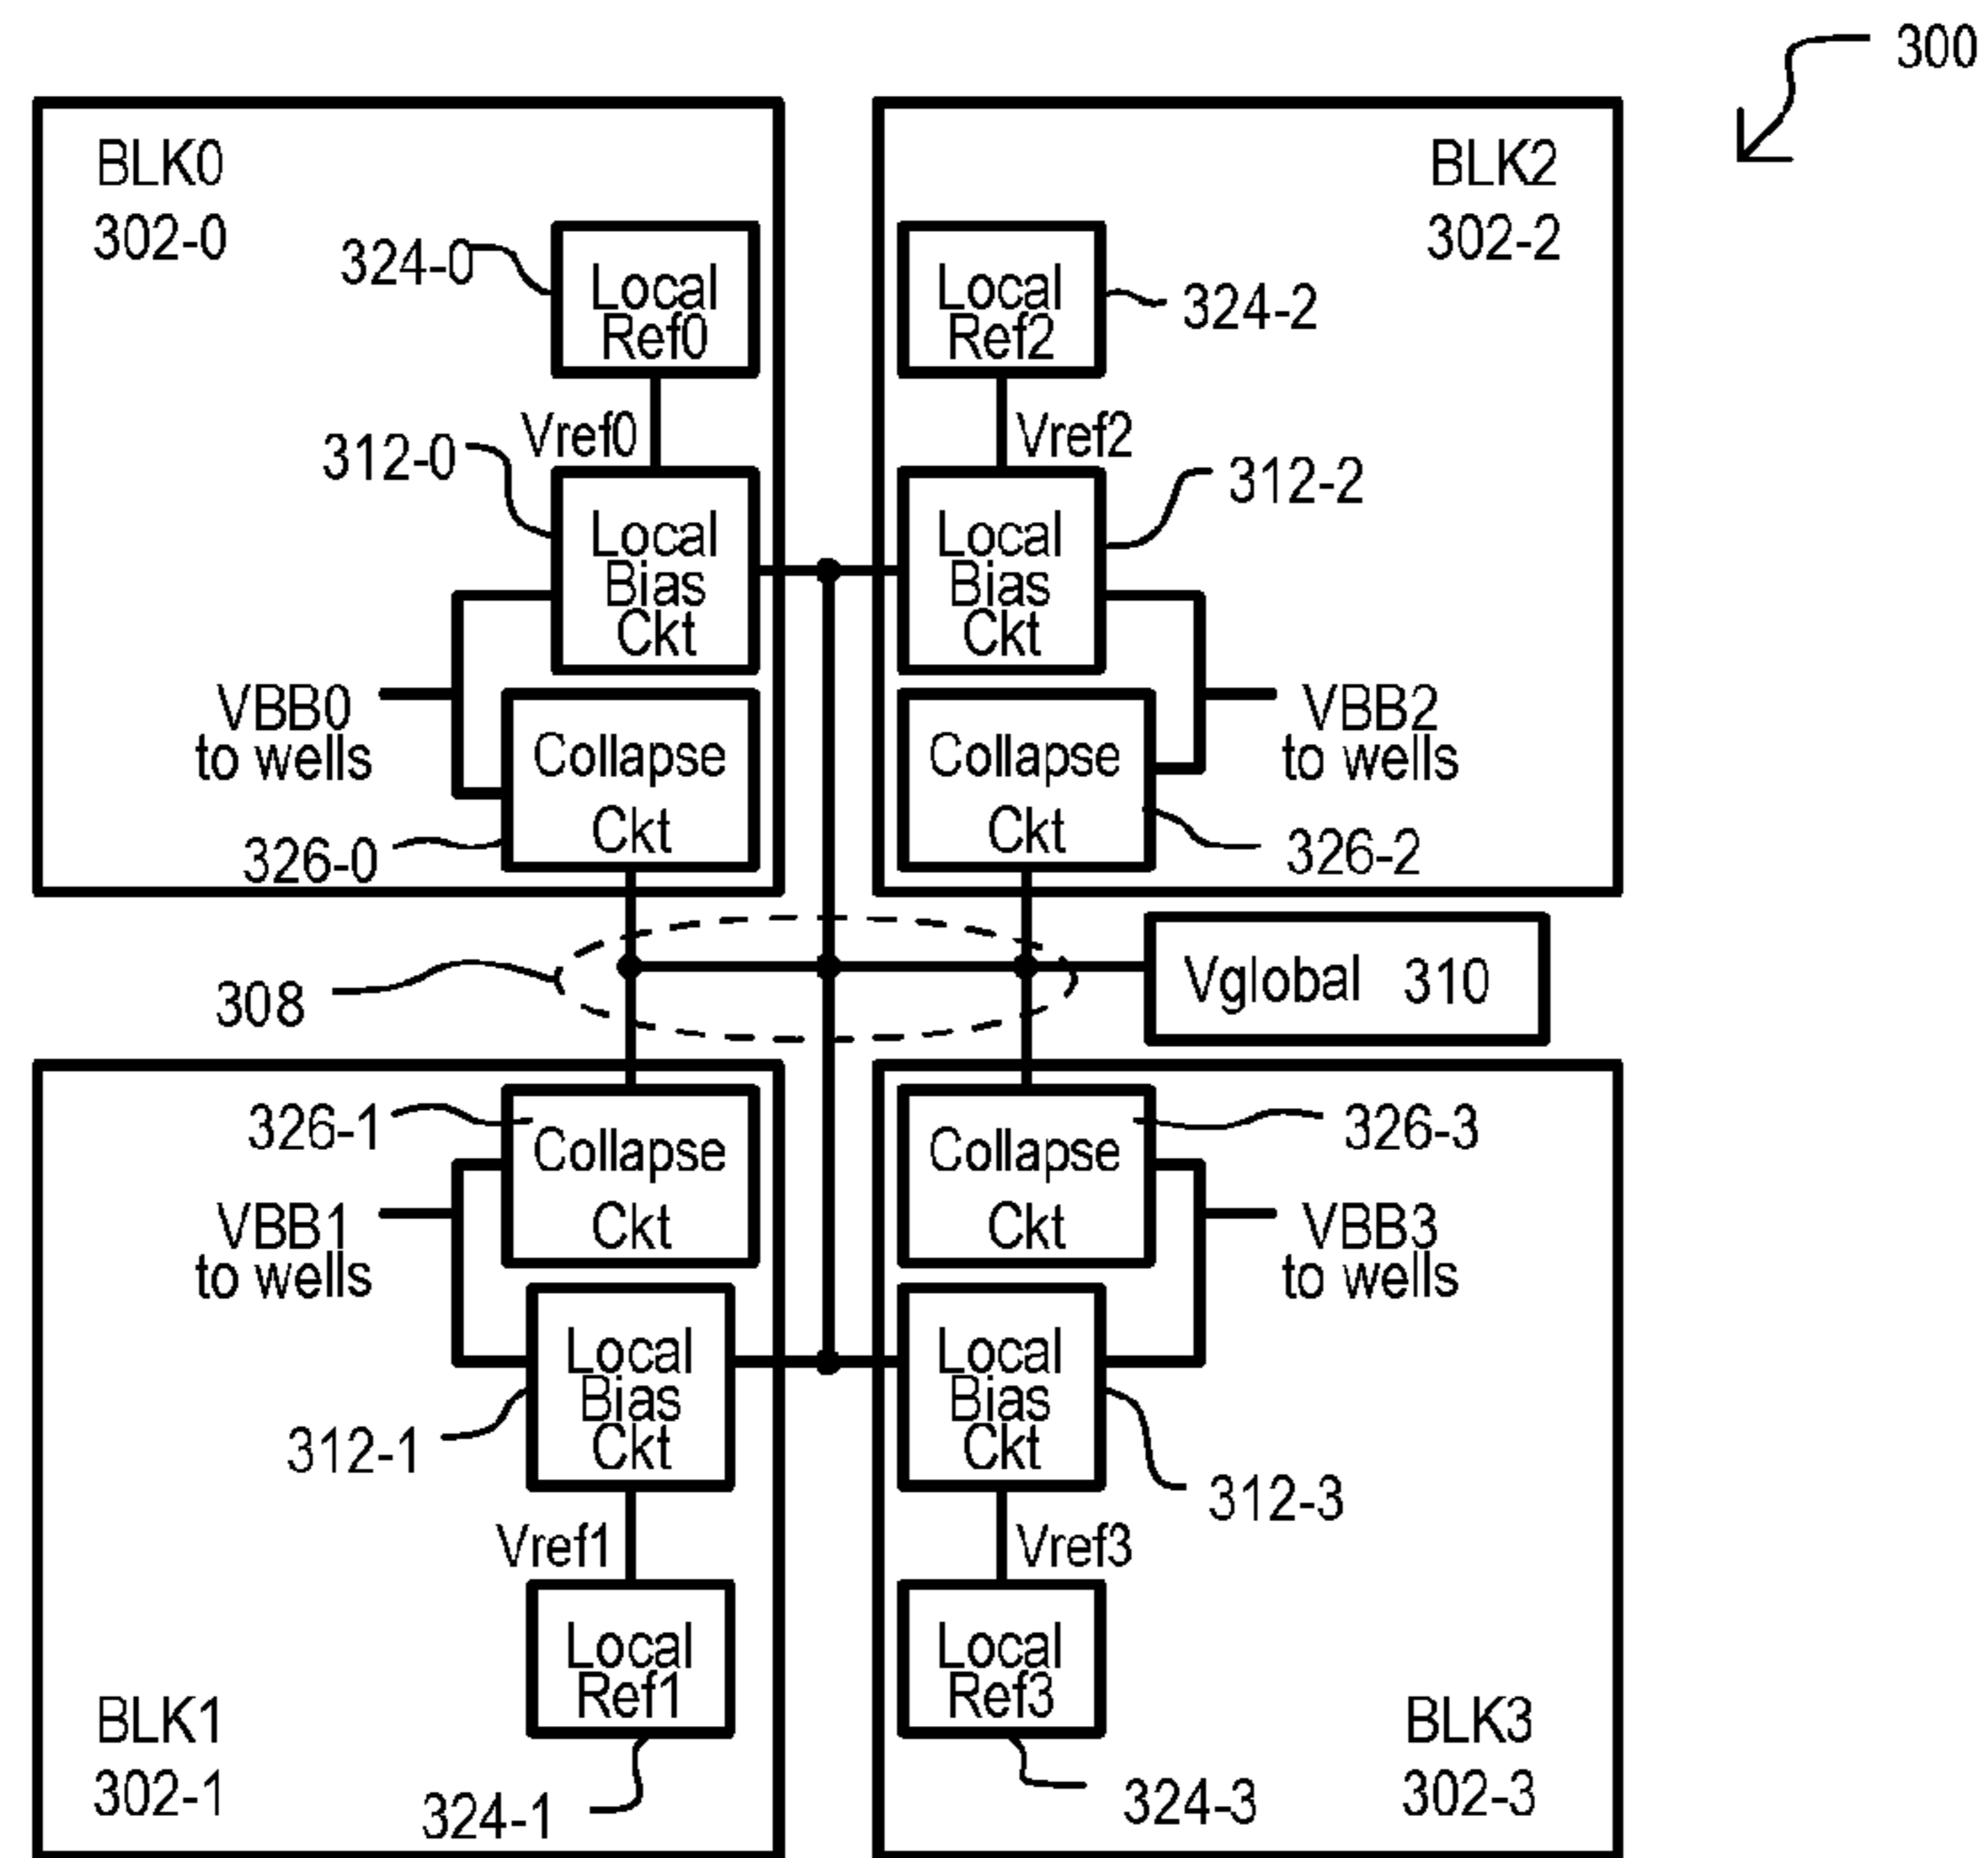 300
BLK0
302-0
324-0
Local
Ref0
Vref0
312-0
Local
Bias
Ckt
VBB0
to wells
Collapse
Ckt
326-0
BLK2
302-2
Local
Ref2
324-2
Vref2
312-2
Local
Bias
Ckt
VBB2
to wells
Collapse
Ckt
326-2
308
Vglobal 310
326-1
Collapse
Ckt
VBB1
to wells
Local
Bias
Ckt
312-1
Vref1
Local
Ref1
BLK1
302-1
324-1
326-3
Collapse
Ckt
VBB3
to wells
Local
Bias
Ckt
312-3
Vref3
Local
Ref3
BLK3
302-3
324-3